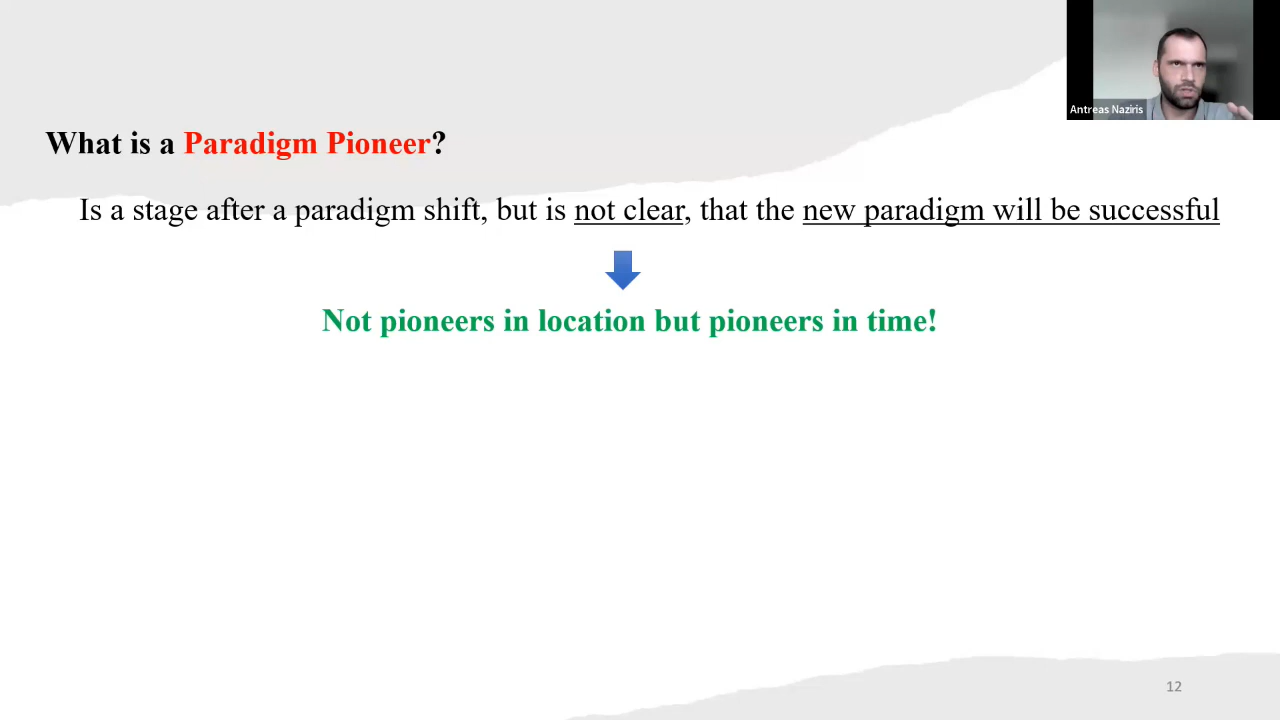 Antreas Naziris
What is a Paradigm Pioneer?
Is a stage after a paradigm shift, but is not clear, that the new paradigm will be successful
Not pioneers in location but pioneers in time!
12